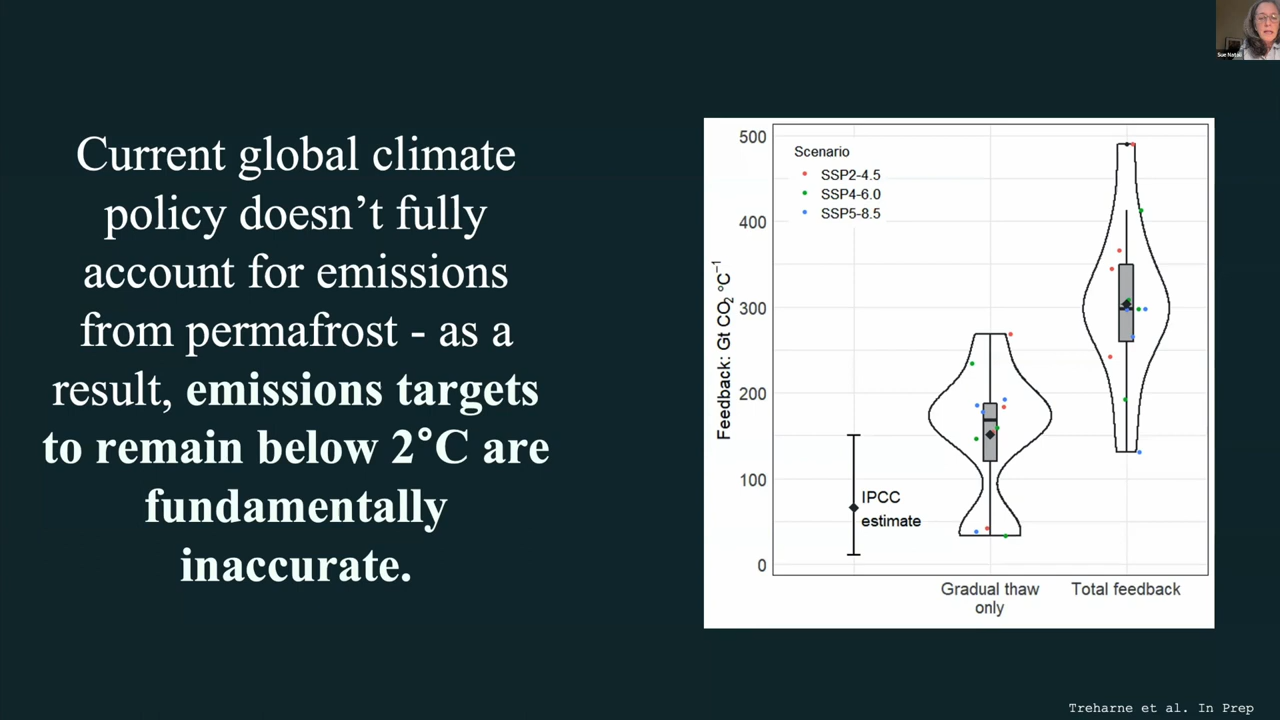 Sue Natali
Current global climate
policy doesn’t fully
account for emissions
from permafrost - as a
result, emissions targets
to remain below 2°C are
fundamentally
inaccurate.
500
400
300
200
100
0
Feedback: Gt CO₂ °C⁻¹
Scenario
SSP2-4.5
SSP4-6.0
SSP5-8.5
IPCC
estimate
Gradual thaw
only
Total feedback
Treharne et al. In Prep